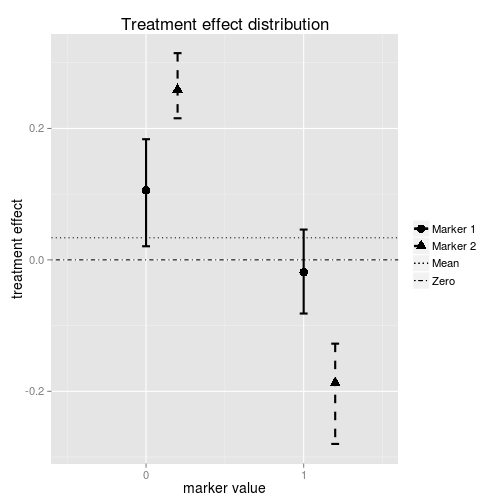 Treatment effect distribution
treatment effect
0.2
0.0
-0.2
0
1
marker value
Marker 1
Marker 2
Mean
Zero